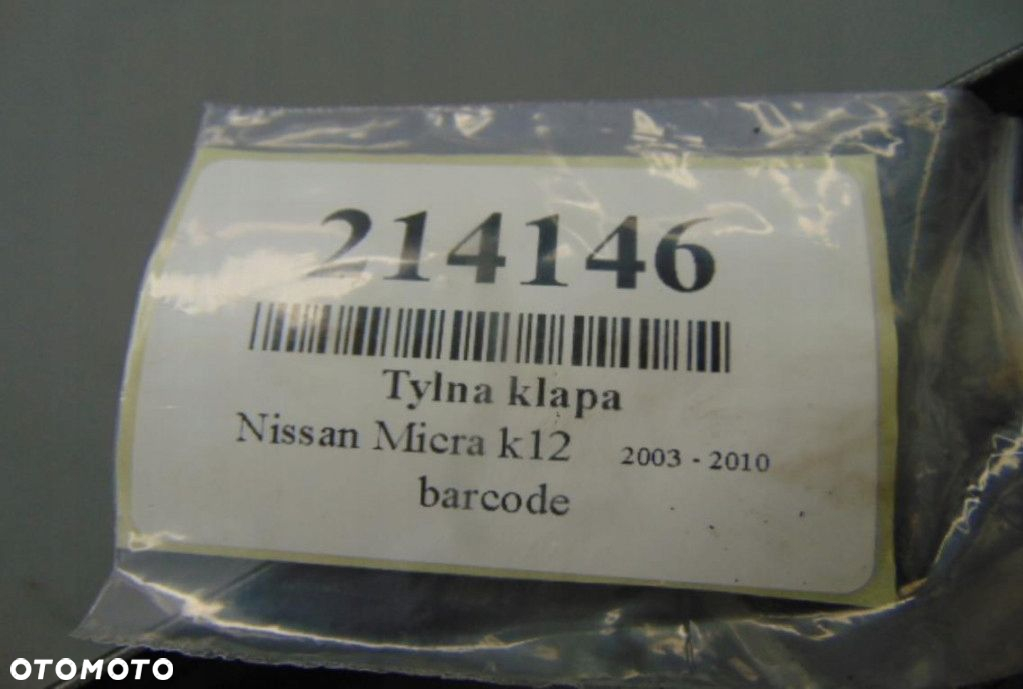 214146
Tylna klapa
Nissan Micra k12 2003 - 2010
barcode
OTOMOTO